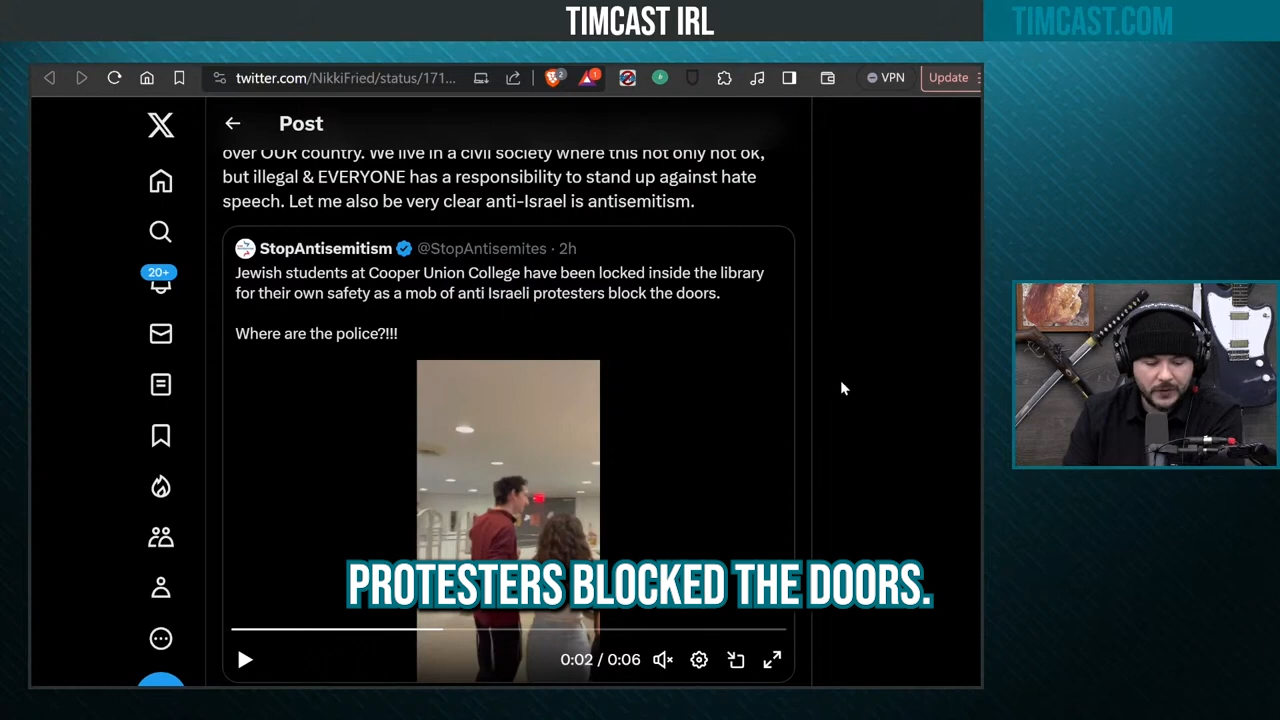 TIMCAST IRL
TIMCAST.COM
twitter.com/NikkiFried/status/171...
2
1
VPN
Update
Post
over OUR country. We live in a civil society where this not only not ok,
but illegal & EVERYONE has a responsibility to stand up against hate
speech. Let me also be very clear anti-Israel is antisemitism.
20+
StopAntisemitism @StopAntisemites · 2h
Jewish students at Cooper Union College have been locked inside the library
for their own safety as a mob of anti Israeli protesters block the doors.
Where are the police?!!!
PROTESTERS BLOCKED THE DOORS.
0:02 / 0:06